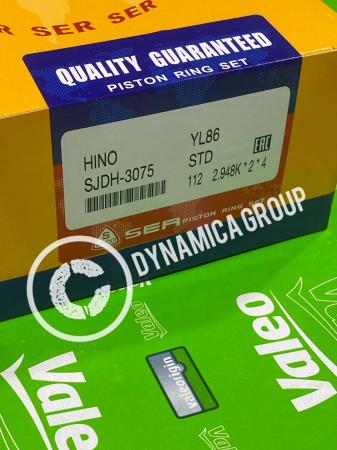 SER SER SER
QUALITY GUARANTEED
PISTON RING SET
HINO YL86
SJDH-3075 STD
112 2.948K*2*4
EAC
SER PISTON RING SET
C DYNAMICA GROUP
Valeo
Valeo
Valeo
valeorigin